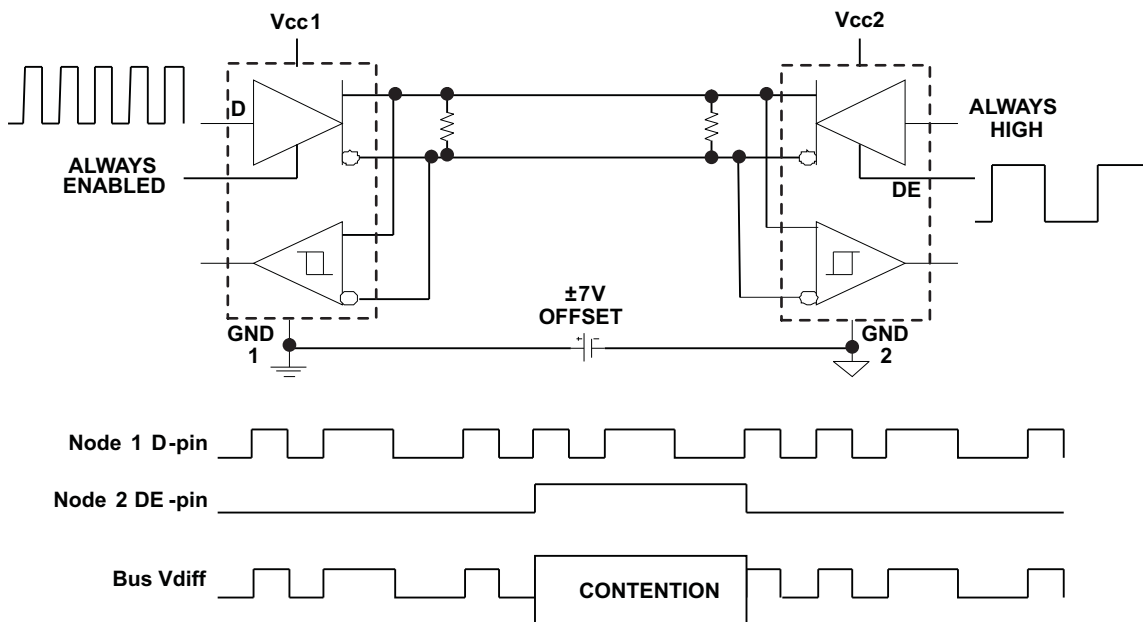 Vcc1
Vcc2
D
ALWAYS
ENABLED
ALWAYS
HIGH
DE
±7V
OFFSET
+ -
GND
1
GND
2
Node 1 D-pin
Node 2 DE-pin
Bus Vdiff
CONTENTION